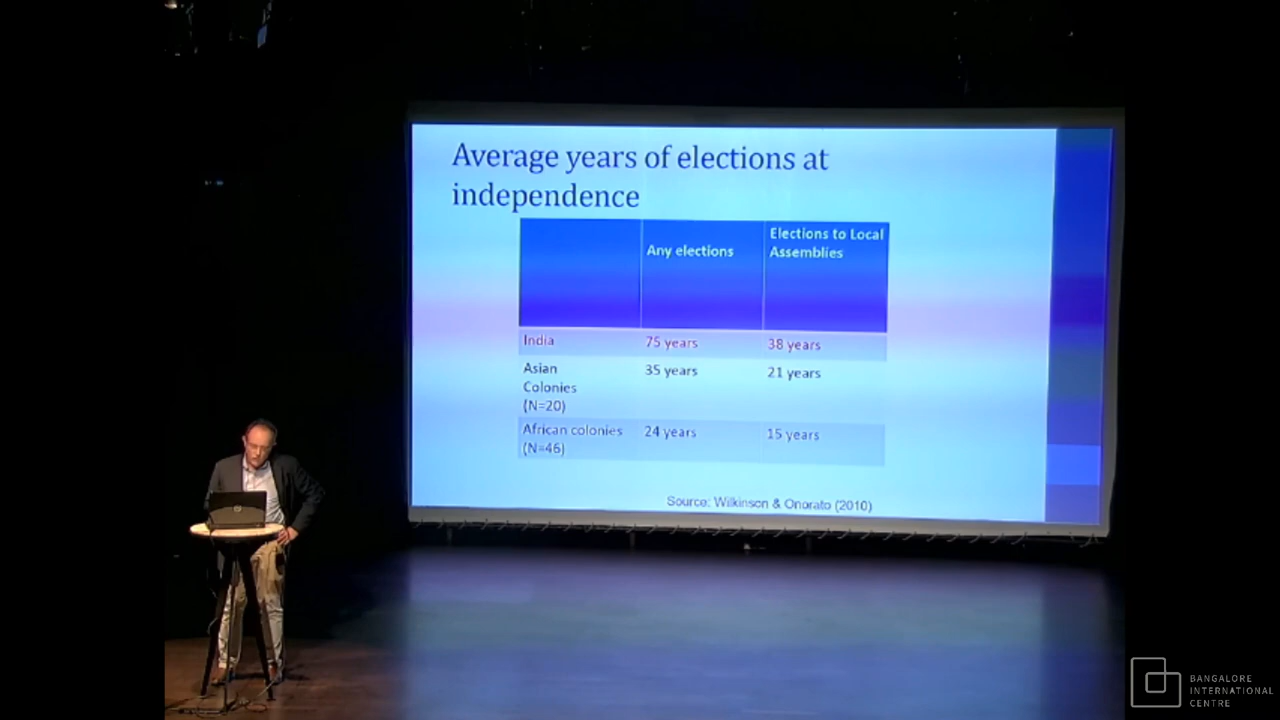 Average years of elections at
independence
Any elections
Elections to Local
Assemblies
India
75 years
38 years
Asian
Colonies
(N=20)
35 years
21 years
African colonies
(N=46)
24 years
15 years
Source: Wilkinson & Onorato (2010)
BANGALORE
INTERNATIONAL
CENTRE